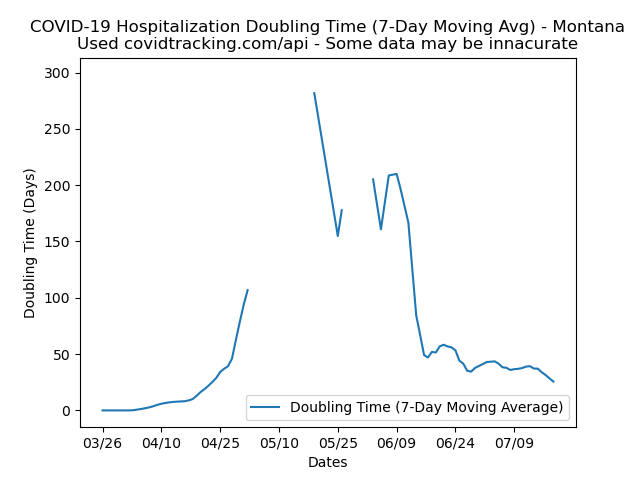 COVID-19 Hospitalization Doubling Time (7-Day Moving Avg) - Montana
Used covidtracking.com/api - Some data may be innacurate
300
250
200
150
100
50
0
Doubling Time (Days)
Doubling Time (7-Day Moving Average)
03/26 04/10 04/25 05/10 05/25 06/09 06/24 07/09
Dates